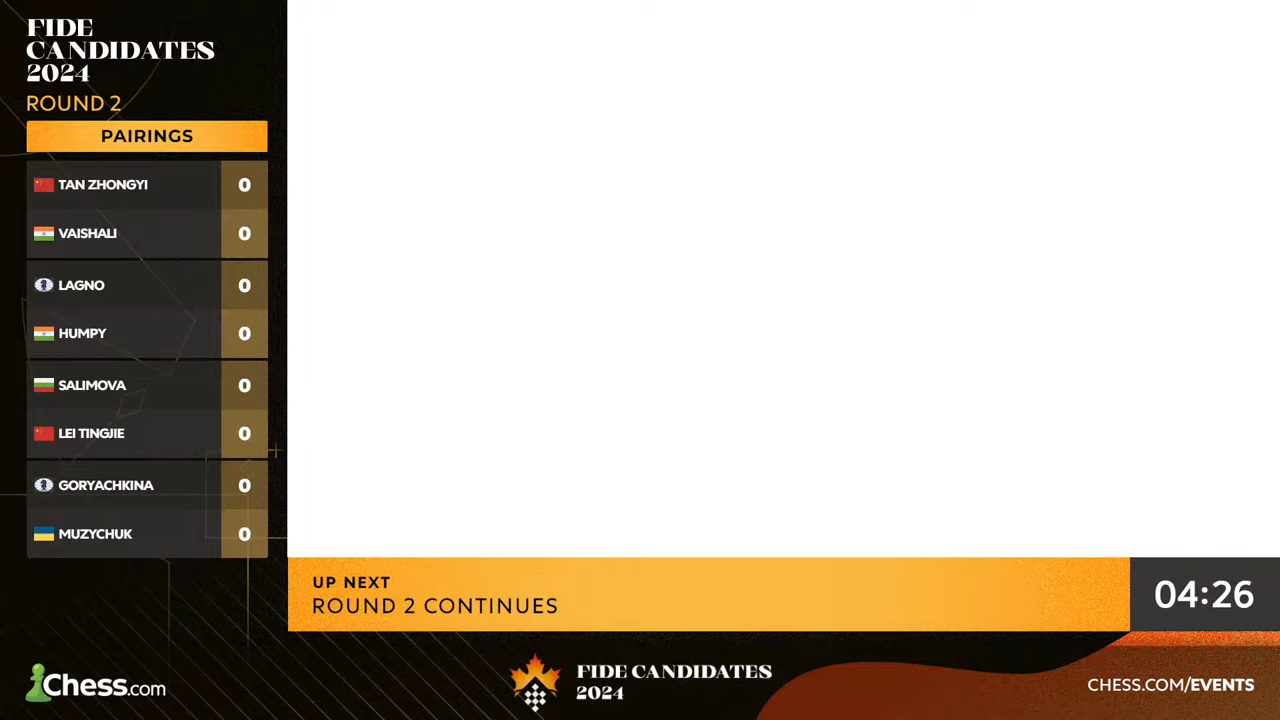 FIDE
CANDIDATES
2024
ROUND 2
PAIRINGS
TAN ZHONGYI 0
VAISHALI 0
LAGNO 0
HUMPY 0
SALIMOVA 0
LEI TINGJIE 0
GORYACHKINA 0
MUZYCHUK 0
UP NEXT
ROUND 2 CONTINUES
04:26
Chess.com
FIDE CANDIDATES
2024
CHESS.COM/EVENTS